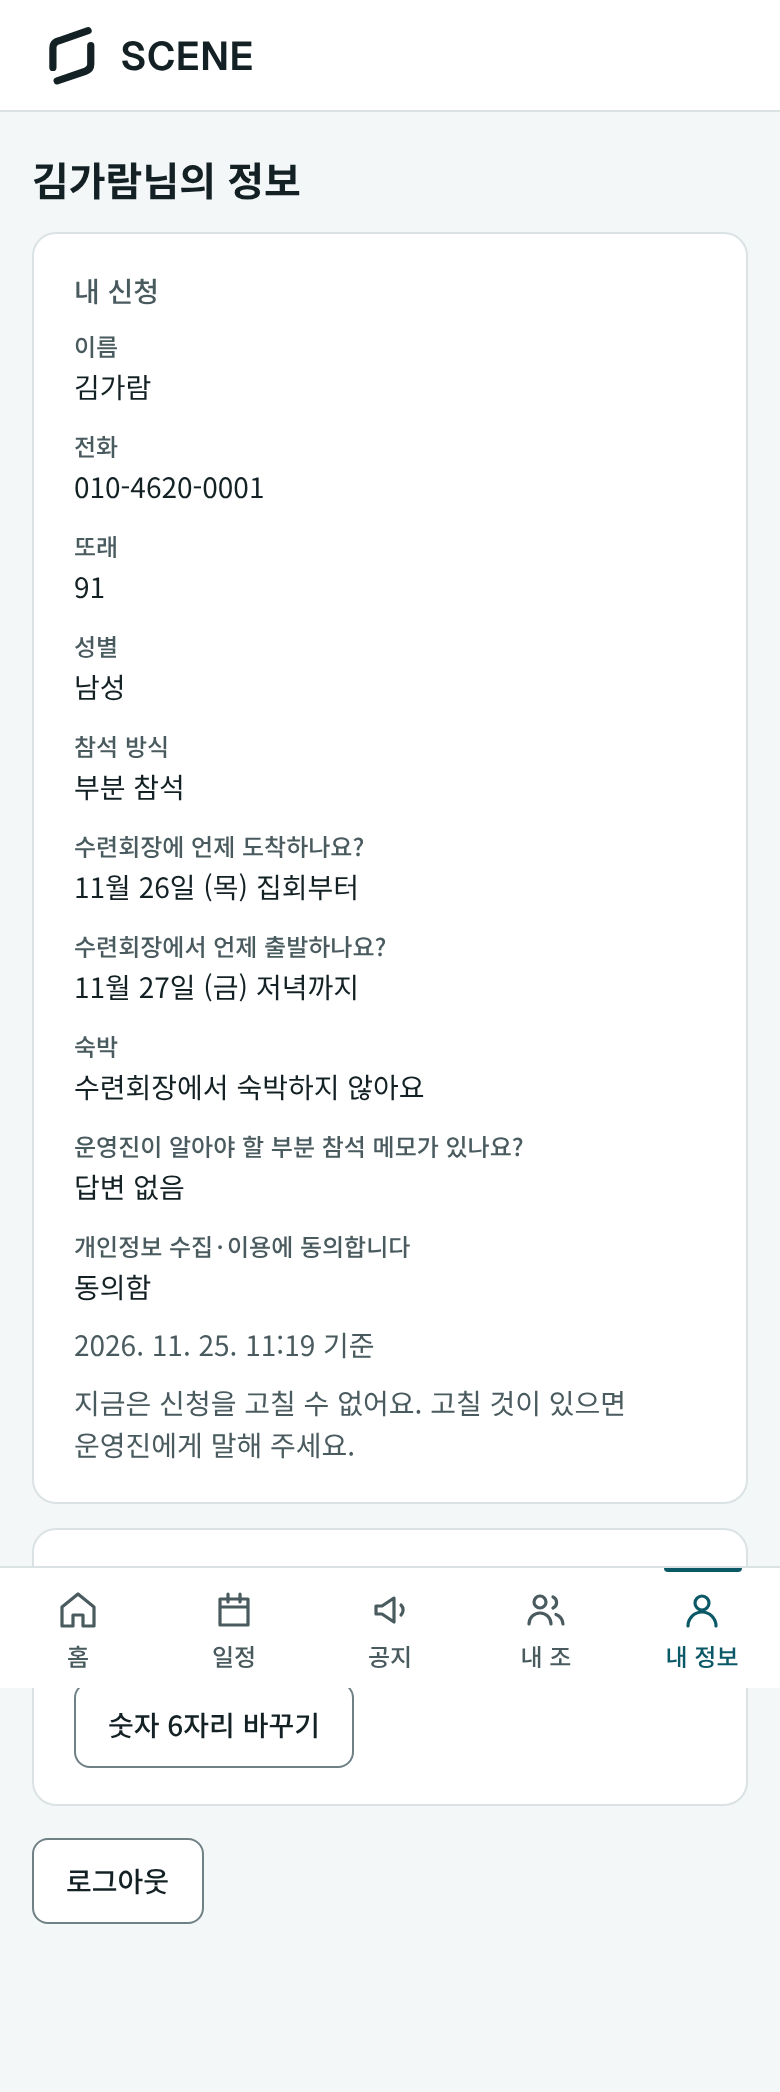 SCENE
김가람님의 정보
내 신청
이름
김가람
전화
010-4620-0001
또래
91
성별
남성
참석 방식
부분 참석
수련회장에 언제 도착하나요?
11월 26일 (목) 집회부터
수련회장에서 언제 출발하나요?
11월 27일 (금) 저녁까지
숙박
수련회장에서 숙박하지 않아요
운영진이 알아야 할 부분 참석 메모가 있나요?
답변 없음
개인정보 수집·이용에 동의합니다
동의함
2026. 11. 25. 11:19 기준
지금은 신청을 고칠 수 없어요. 고칠 것이 있으면
운영진에게 말해 주세요.
홈
일정
공지
내 조
내 정보
숫자 6자리 바꾸기
로그아웃